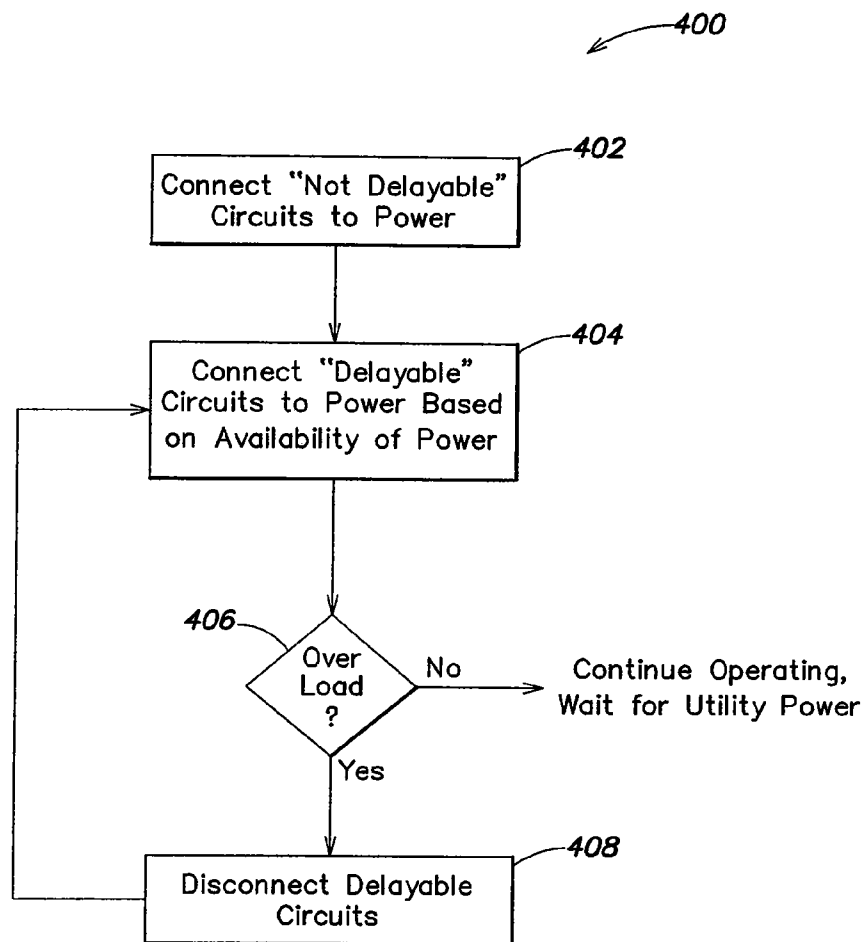 400
402
Connect "Not Delayable"
Circuits to Power
404
Connect "Delayable"
Circuits to Power Based
on Availability of Power
406
Over
Load
?
No
Continue Operating,
Wait for Utility Power
Yes
408
Disconnect Delayable
Circuits